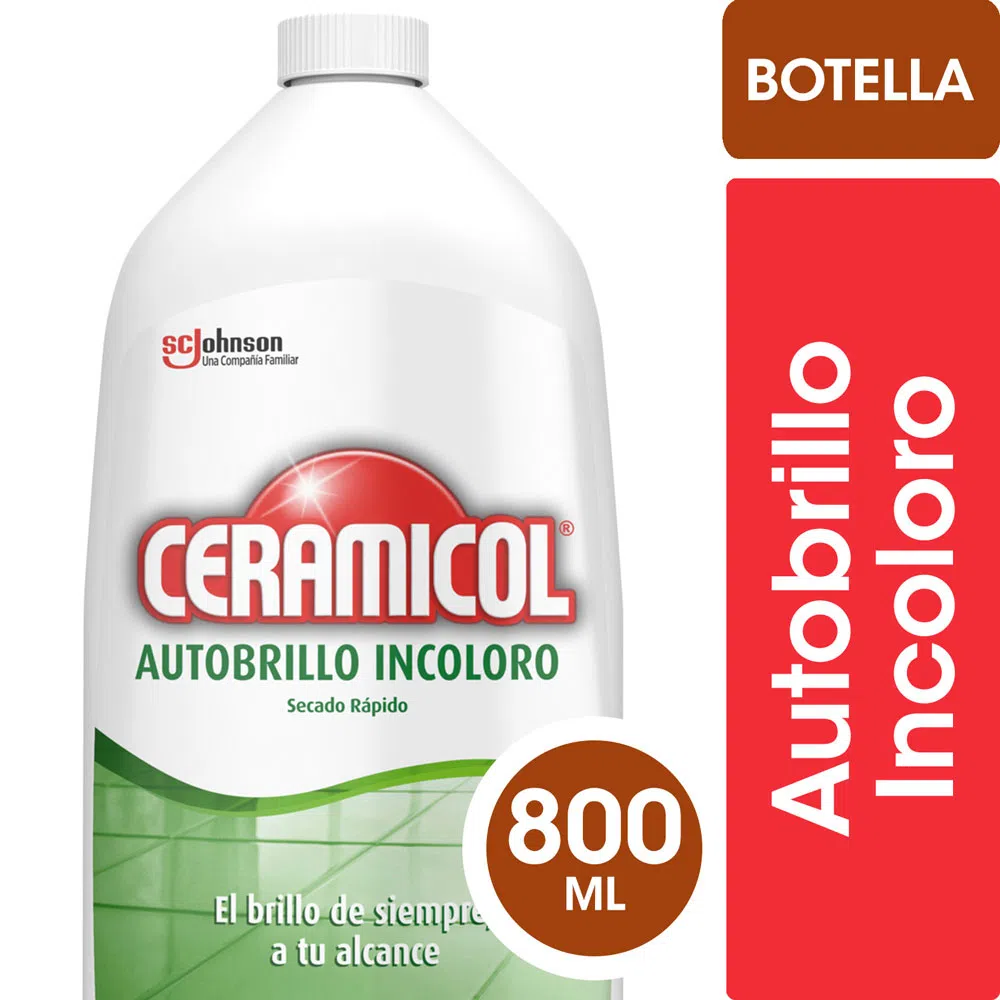 BOTELLA
SCJohnson
Una Compañía Familiar
CERAMICOL®
AUTOBRILLO INCOLORO
Secado Rápido
El brillo de siempre,
a tu alcance
800
ML
Autobrillo
Incoloro